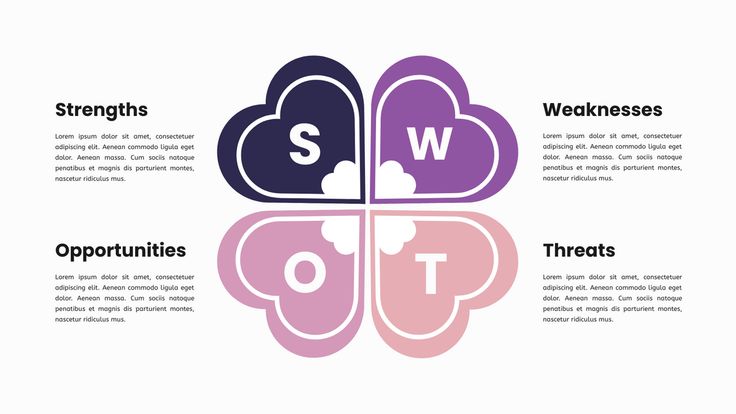 Strengths
Lorem ipsum dolor sit amet, consectetuer
adipiscing elit. Aenean commodo ligula eget
dolor. Aenean massa. Cum sociis natoque
penatibus et magnis dis parturient montes,
nascetur ridiculus mus.
S
W
Weaknesses
Lorem ipsum dolor sit amet, consectetuer
adipiscing elit. Aenean commodo ligula eget
dolor. Aenean massa. Cum sociis natoque
penatibus et magnis dis parturient montes,
nascetur ridiculus mus.
Opportunities
Lorem ipsum dolor sit amet, consectetuer
adipiscing elit. Aenean commodo ligula eget
dolor. Aenean massa. Cum sociis natoque
penatibus et magnis dis parturient montes,
nascetur ridiculus mus.
O
T
Threats
Lorem ipsum dolor sit amet, consectetuer
adipiscing elit. Aenean commodo ligula eget
dolor. Aenean massa. Cum sociis natoque
penatibus et magnis dis parturient montes,
nascetur ridiculus mus.